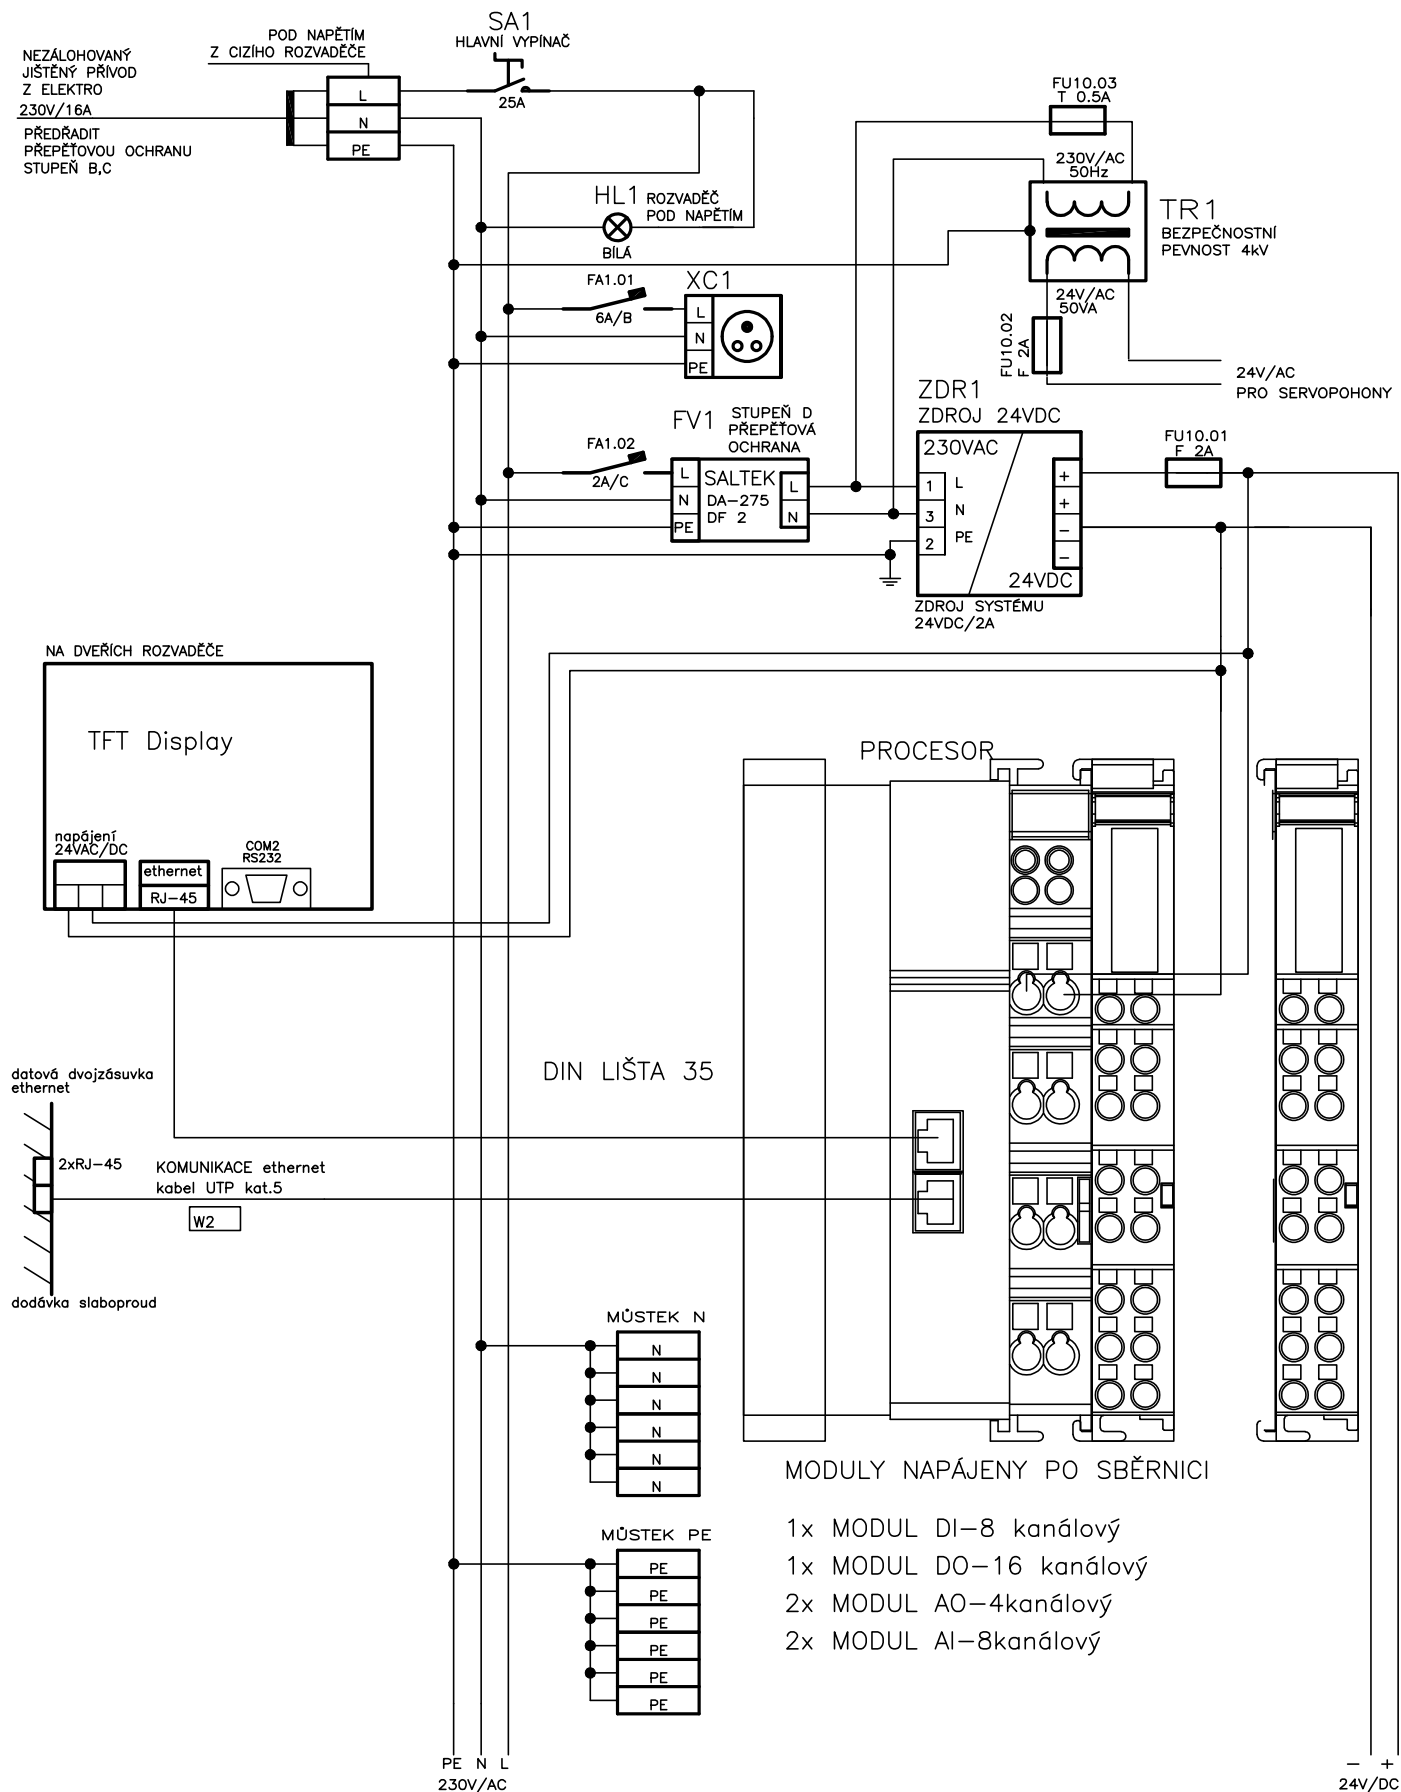 SA1
HLAVNÍ VYPÍNAČ
25A
POD NAPĚTÍM
Z CIZÍHO ROZVADĚČE
NEZÁLOHOVANÝ
JIŠTĚNÝ PŘÍVOD
Z ELEKTRO
230V/16A
PŘEDŘADIT
PŘEPĚŤOVOU OCHRANU
STUPEŇ B,C
L
N
PE
FU10.03
T 0.5A
230V/AC
50Hz
TR1
BEZPEČNOSTNÍ
PEVNOST 4kV
24V/AC
50VA
FU10.02
F 2A
24V/AC
PRO SERVOPOHONY
HL1
ROZVADĚČ
POD NAPĚTÍM
BÍLÁ
FA1.01
6A/B
XC1
L
N
PE
FV1
STUPEŇ D
PŘEPĚŤOVÁ
OCHRANA
FA1.02
2A/C
L
N
PE
SALTEK
DA-275
DF 2
L
N
ZDR1
ZDROJ 24VDC
230VAC
1 L
3 N
2 PE
+
+
-
-
24VDC
ZDROJ SYSTÉMU
24VDC/2A
FU10.01
F 2A
NA DVEŘÍCH ROZVADĚČE
TFT Display
napájení
24VAC/DC
ethernet
RJ-45
COM2
RS232
PROCESOR
DIN LIŠTA 35
datová dvojzásuvka
ethernet
2xRJ-45
KOMUNIKACE ethernet
kabel UTP kat.5
W2
dodávka slaboproud
MŮSTEK N
N
N
N
N
N
N
MŮSTEK PE
PE
PE
PE
PE
PE
PE
MODULY NAPÁJENY PO SBĚRNICI
1x MODUL DI-8 kanálový
1x MODUL DO-16 kanálový
2x MODUL AO-4kanálový
2x MODUL AI-8kanálový
PE N L
230V/AC
- +
24V/DC